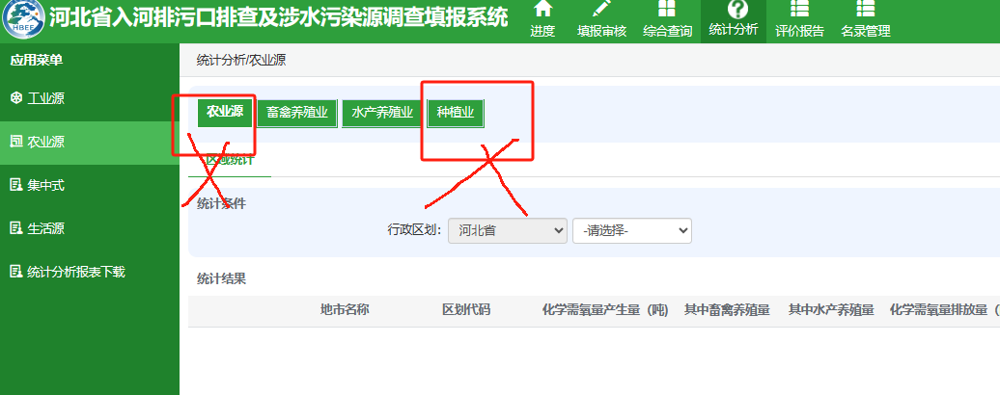 河北省入河排污口排查及涉水污染源调查填报系统
HBEE
进度 填报审核 综合查询 统计分析 评价报告 名录管理
应用菜单
统计分析/农业源
工业源
农业源
集中式
生活源
统计分析报表下载
农业源 畜禽养殖业 水产养殖业 种植业
区域统计
统计条件
行政区划： 河北省 -请选择-
统计结果
地市名称 区划代码 化学需氧量产生量（吨) 其中畜禽养殖量 其中水产养殖量 化学需氧量排放量（